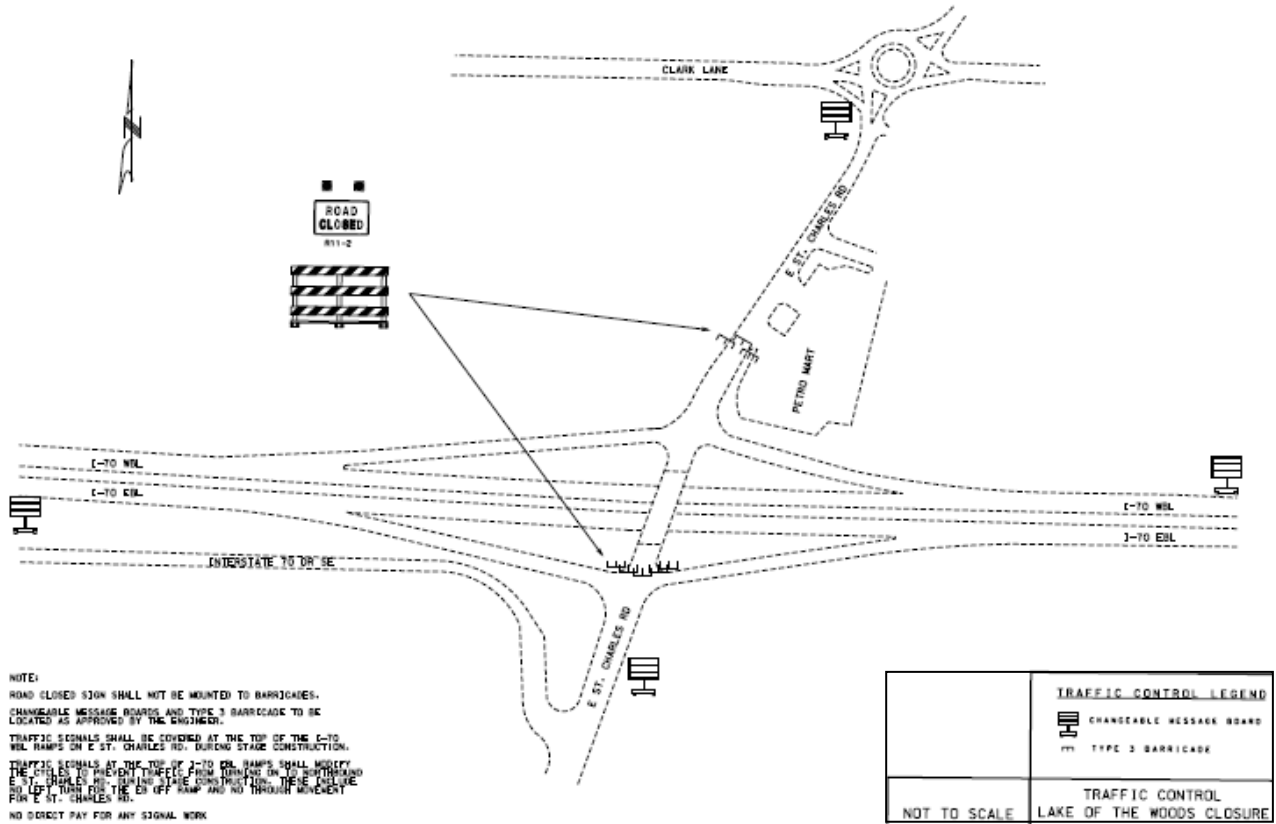 CLARK LANE
ROAD
CLOSED
R11-2
E ST. CHARLES RD
PETRO MART
I-70 WBL
I-70 EBL
I-70 WBL
I-70 EBL
INTERSTATE 70 DR SE
E ST. CHARLES RD
NOTE:
ROAD CLOSED SIGN SHALL NOT BE MOUNTED TO BARRICADES.
CHANGEABLE MESSAGE BOARDS AND TYPE 3 BARRICADE TO BE
LOCATED AS APPROVED BY THE ENGINEER.
TRAFFIC SIGNALS SHALL BE COVERED AT THE TOP OF THE I-70
WBL RAMPS ON E ST. CHARLES RD. DURING STAGE CONSTRUCTION.
TRAFFIC SIGNALS AT THE TOP OF I-70 EBL RAMPS SHALL MODIFY
THE CYCLES TO PREVENT TRAFFIC FROM TURNING ON TO NORTHBOUND
E ST. CHARLES RD. DURING STAGE CONSTRUCTION. THESE INCLUDE
NO LEFT TURN FOR THE EB OFF RAMP AND NO THROUGH MOVEMENT
FOR E ST. CHARLES RD.
NO DIRECT PAY FOR ANY SIGNAL WORK
TRAFFIC CONTROL LEGEND
CHANGEABLE MESSAGE BOARD
TYPE 3 BARRICADE
NOT TO SCALE
TRAFFIC CONTROL
LAKE OF THE WOODS CLOSURE